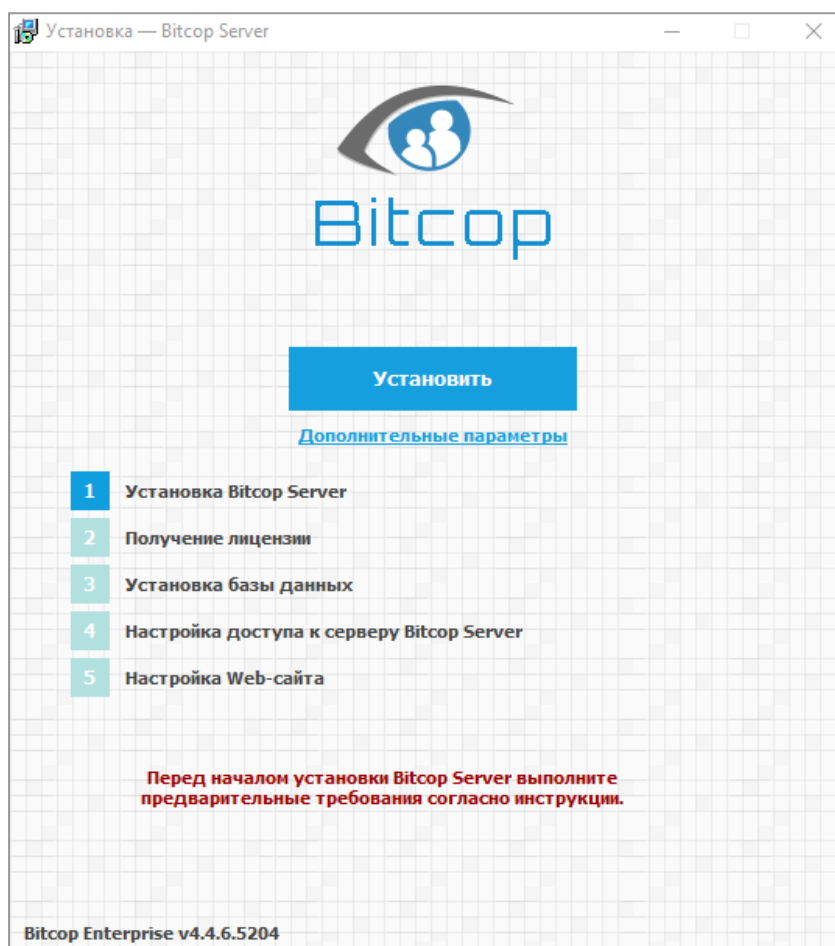 Установка — Bitcop Server
Bitcop
Установить
Дополнительные параметры
1 Установка Bitcop Server
2 Получение лицензии
3 Установка базы данных
4 Настройка доступа к серверу Bitcop Server
5 Настройка Web-сайта
Перед началом установки Bitcop Server выполните
предварительные требования согласно инструкции.
Bitcop Enterprise v4.4.6.5204